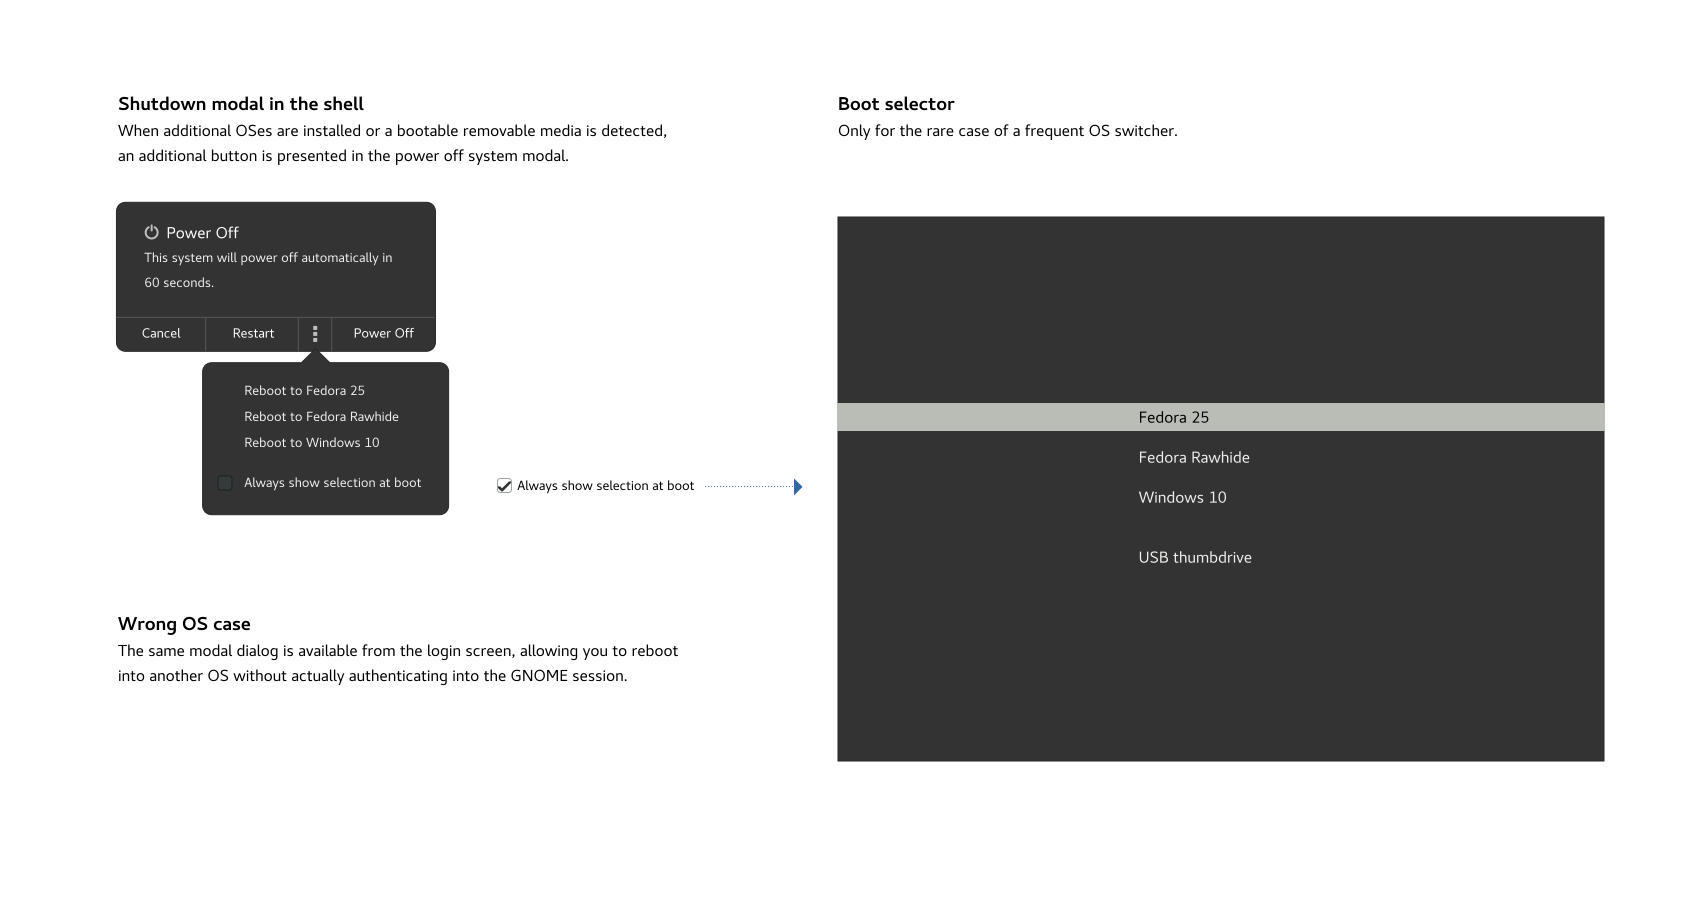 Shutdown modal in the shell
When additional OSes are installed or a bootable removable media is detected,
an additional button is presented in the power off system modal.
Power Off
This system will power off automatically in
60 seconds.
Cancel
Restart
Power Off
Reboot to Fedora 25
Reboot to Fedora Rawhide
Reboot to Windows 10
Always show selection at boot
Always show selection at boot
Wrong OS case
The same modal dialog is available from the login screen, allowing you to reboot
into another OS without actually authenticating into the GNOME session.
Boot selector
Only for the rare case of a frequent OS switcher.
Fedora 25
Fedora Rawhide
Windows 10
USB thumbdrive